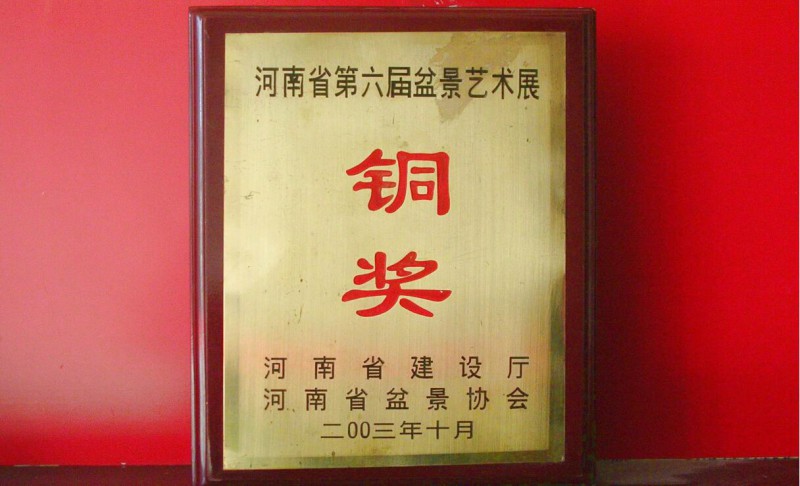 河南省第六届盆景艺术展
铜
奖
河南省建设厅
河南省盆景协会
二00三年十月